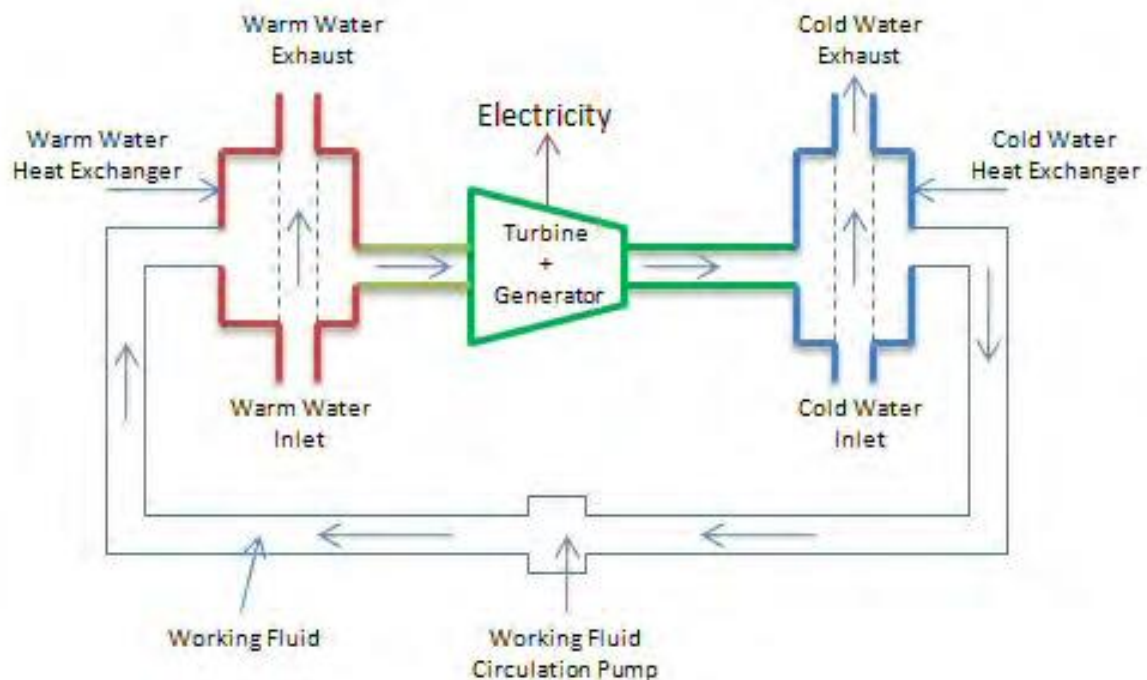 Warm Water
Exhaust
Cold Water
Exhaust
Electricity
Warm Water
Heat Exchanger
Cold Water
Heat Exchanger
Turbine
+
Generator
Warm Water
Inlet
Cold Water
Inlet
Working Fluid
Working Fluid
Circulation Pump